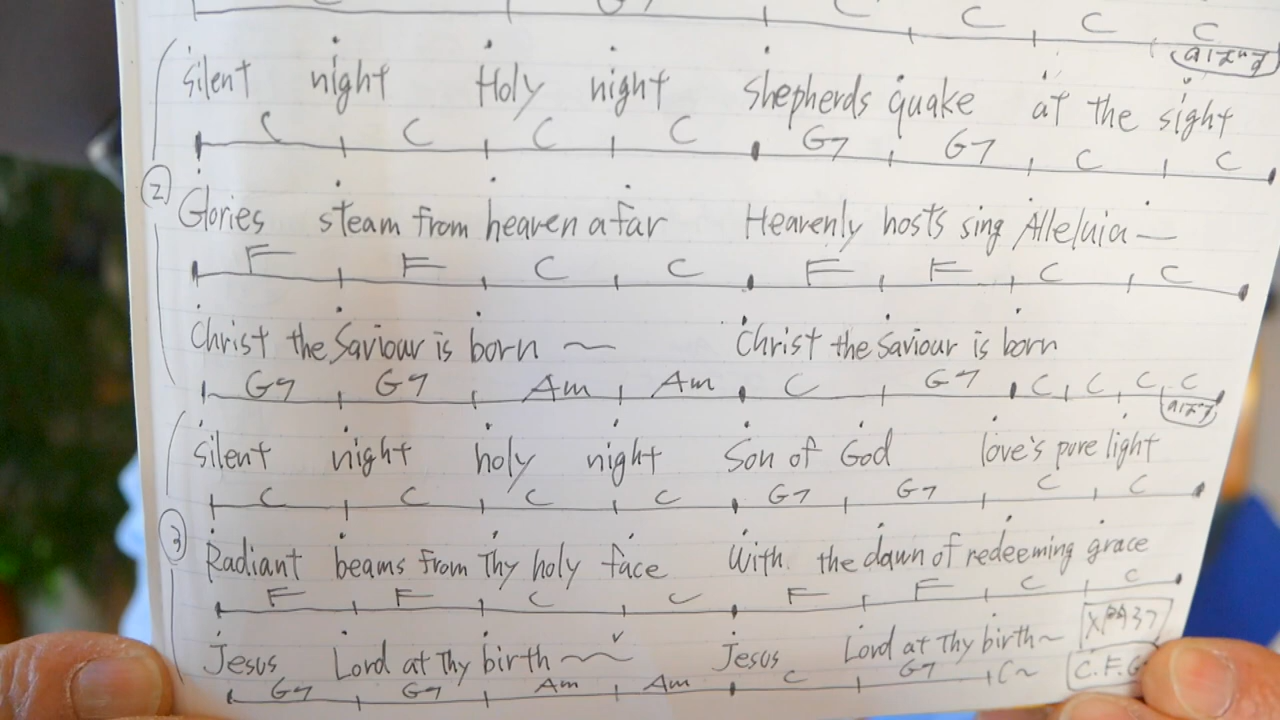 C G7 C C C C
silent night Holy night shepherds quake at the sight
C C C C G7 G7 C C
② Glories steam from heaven afar Heavenly hosts sing Alleluia —
F F C C F F C C
Christ the Saviour is born ~ Christ the Saviour is born
G7 G7 Am Am C G7 C C C C
silent night holy night Son of God love's pure light
C C C C G7 G7 C C
③ Radiant beams from Thy holy face With the dawn of redeeming grace
F F C C F F C C
Jesus Lord at Thy birth ~ Jesus Lord at Thy birth~
G7 G7 Am Am C G7 C~ C.F.G